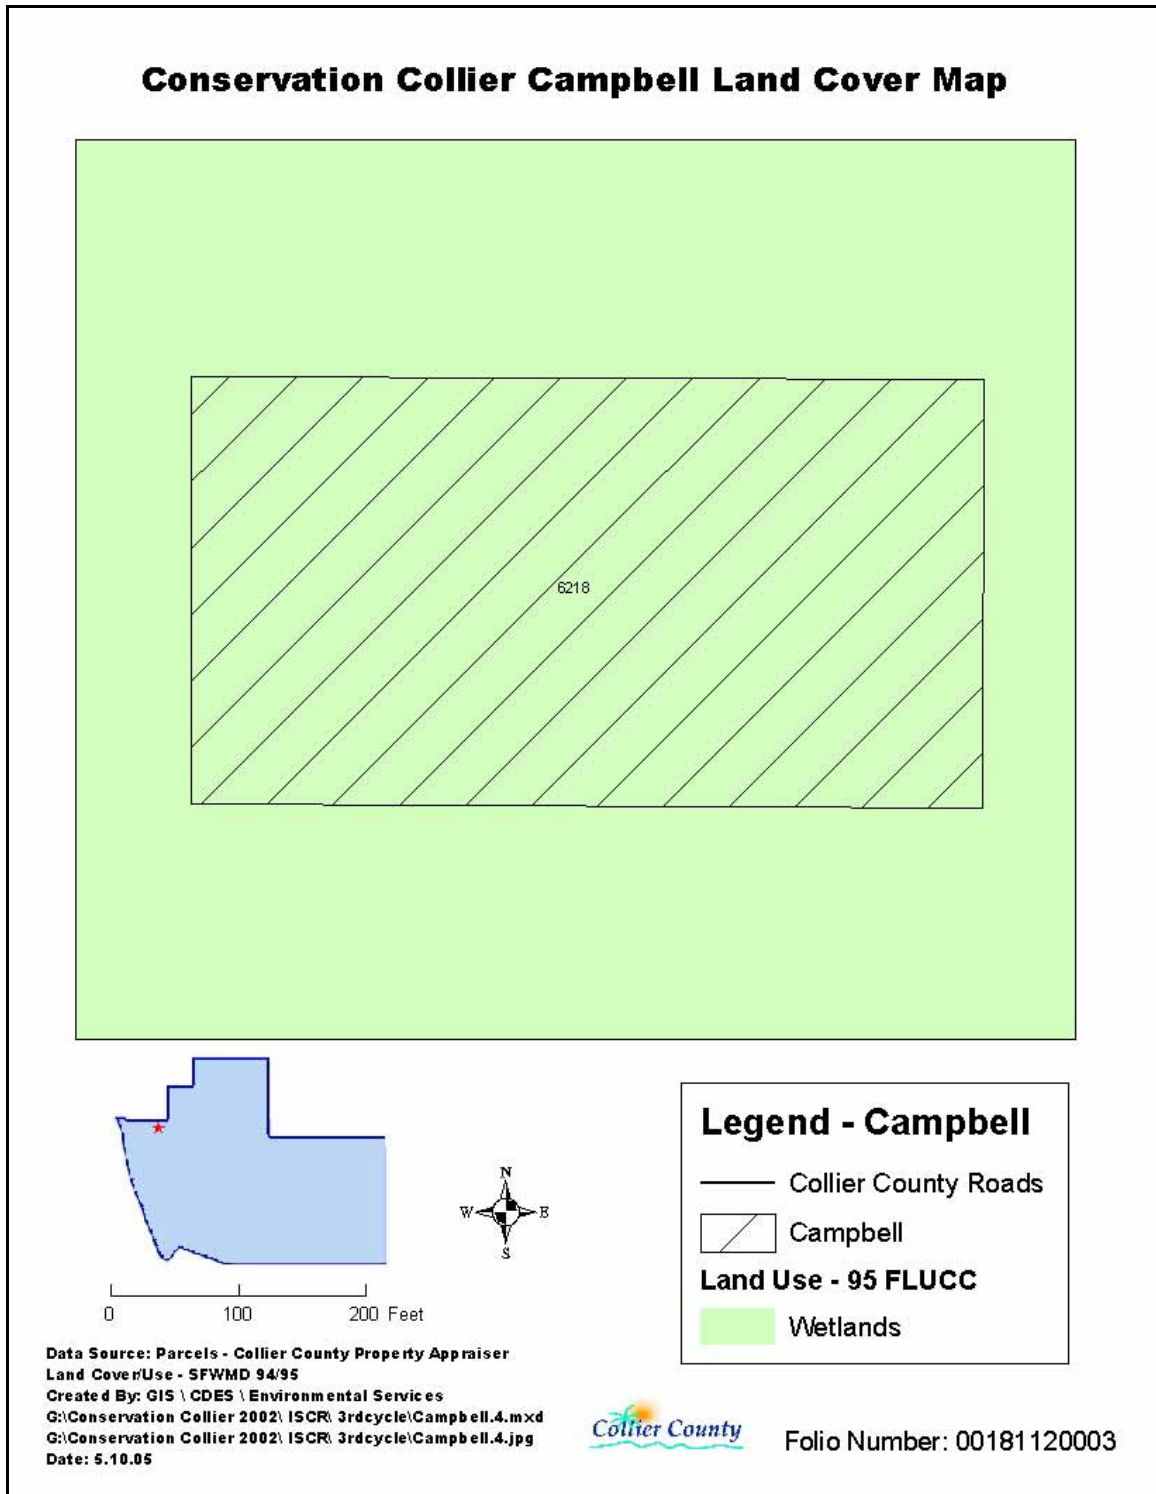 Conservation Collier Campbell Land Cover Map
6218
N
W E
S
0 100 200 Feet
Legend - Campbell
Collier County Roads
Campbell
Land Use - 95 FLUCC
Wetlands
Data Source: Parcels - Collier County Property Appraiser
Land Cover/Use - SFWMD 94/95
Created By: GIS \ CDES \ Environmental Services
G:\Conservation Collier 2002\ ISCR\ 3rdcycle\Campbell.4.mxd
G:\Conservation Collier 2002\ ISCR\ 3rdcycle\Campbell.4.jpg
Date: 5.10.05
Collier County
Folio Number: 00181120003